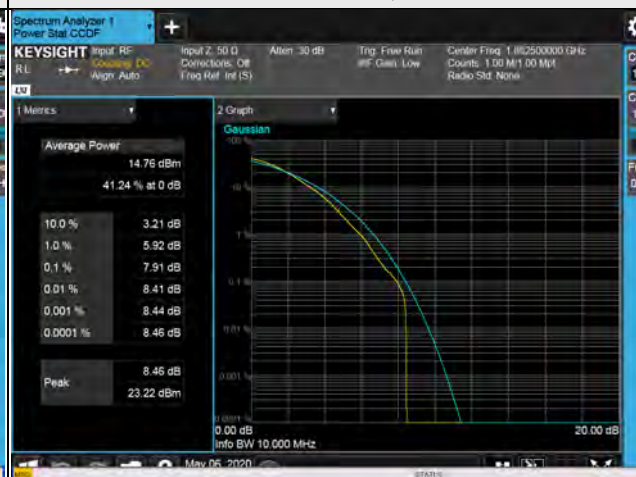 Spectrum Analyzer 1
Power Stat CCDF
+
KEYSIGHT
RL
Input: RF
Coupling: DC
Align: Auto
Input Z: 50 Ω
Corrections: Off
Freq Ref: Int (S)
Atten: 30 dB
Trig: Free Run
#IF Gain: Low
Center Freq: 1.862500000 GHz
Counts: 1.00 M/1.00 Mpt
Radio Std: None
LXI
1 Metrics
Average Power
14.76 dBm
41.24 % at 0 dB
10.0 % 3.21 dB
1.0 % 5.92 dB
0.1 % 7.91 dB
0.01 % 8.41 dB
0.001 % 8.44 dB
0.0001 % 8.46 dB
Peak
8.46 dB
23.22 dBm
2 Graph
Gaussian
100 %
10 %
1 %
0.1 %
0.01 %
0.001 %
0.0001 %
0.00 dB
20.00 dB
Info BW 10.000 MHz
May 06, 2020
MSG
STATUS